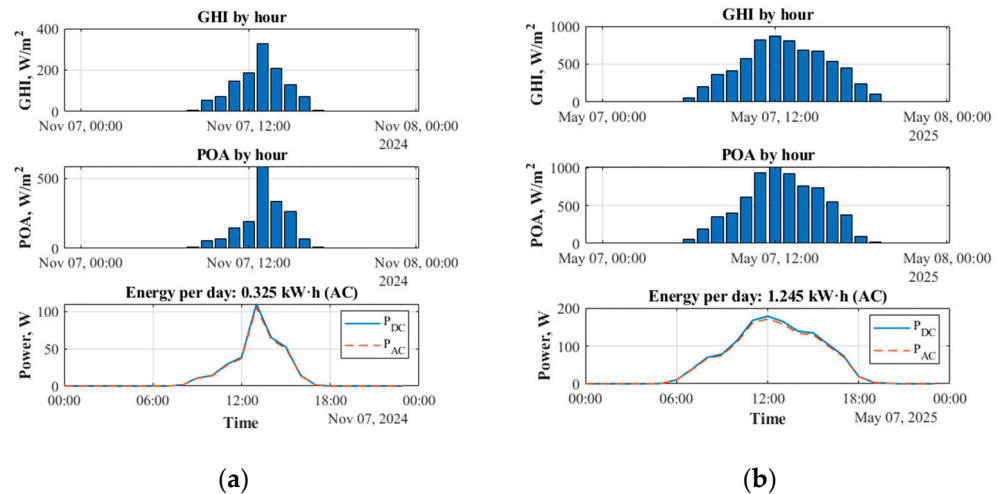 GHI by hour
GHI, W/m²
400
200
0
Nov 07, 00:00
Nov 07, 12:00
Nov 08, 00:00
2024
POA by hour
POA, W/m²
500
0
Nov 07, 00:00
Nov 07, 12:00
Nov 08, 00:00
2024
Energy per day: 0.325 kW·h (AC)
Power, W
100
50
0
P_DC
P_AC
00:00
06:00
12:00
18:00
00:00
Time
Nov 07, 2024
(a)
GHI by hour
GHI, W/m²
1000
500
0
May 07, 00:00
May 07, 12:00
May 08, 00:00
2025
POA by hour
POA, W/m²
1000
500
0
May 07, 00:00
May 07, 12:00
May 08, 00:00
2025
Energy per day: 1.245 kW·h (AC)
Power, W
200
100
0
P_DC
P_AC
00:00
06:00
12:00
18:00
00:00
Time
May 07, 2025
(b)